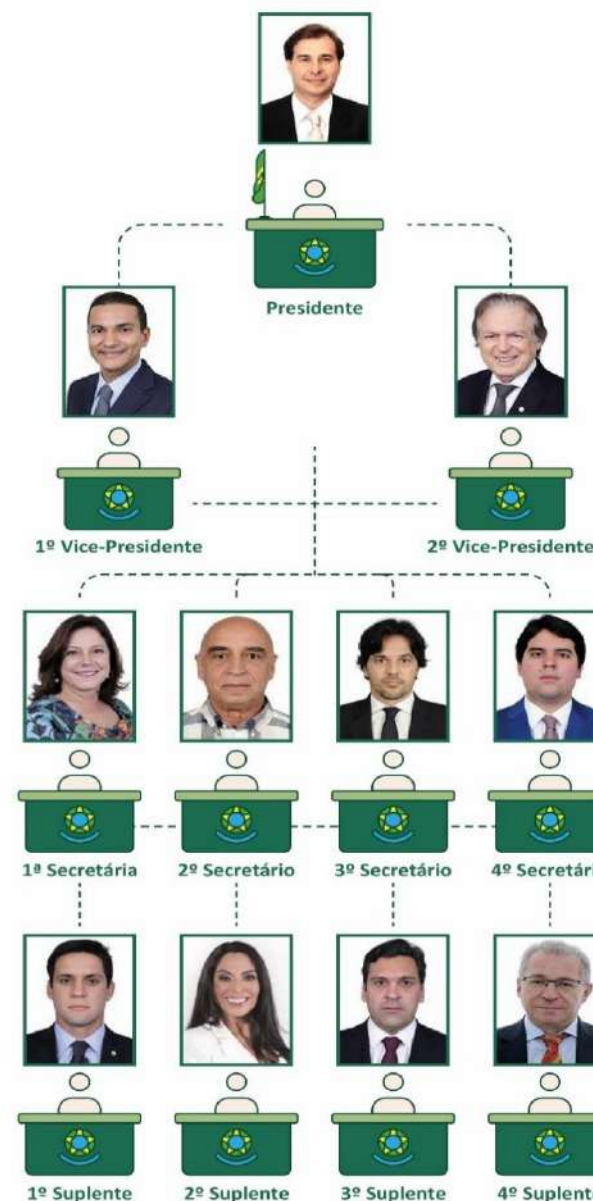 Presidente
1º Vice-Presidente
2º Vice-Presidente
1ª Secretária
2º Secretário
3º Secretário
4º Secretári
1º Suplente
2º Suplente
3º Suplente
4º Suplent